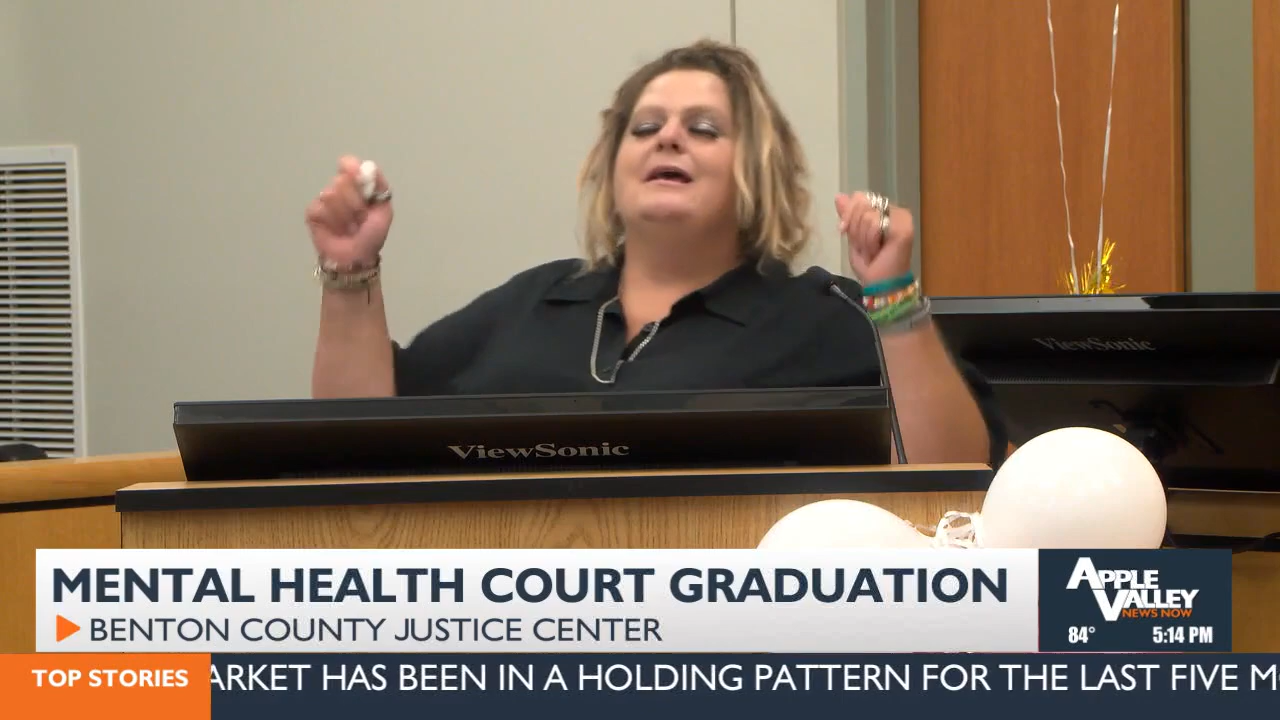 ViewSonic
ViewSonic
MENTAL HEALTH COURT GRADUATION
BENTON COUNTY JUSTICE CENTER
APPLE
VALLEY
NEWS NOW
84° 5:14 PM
TOP STORIES
ARKET HAS BEEN IN A HOLDING PATTERN FOR THE LAST FIVE M